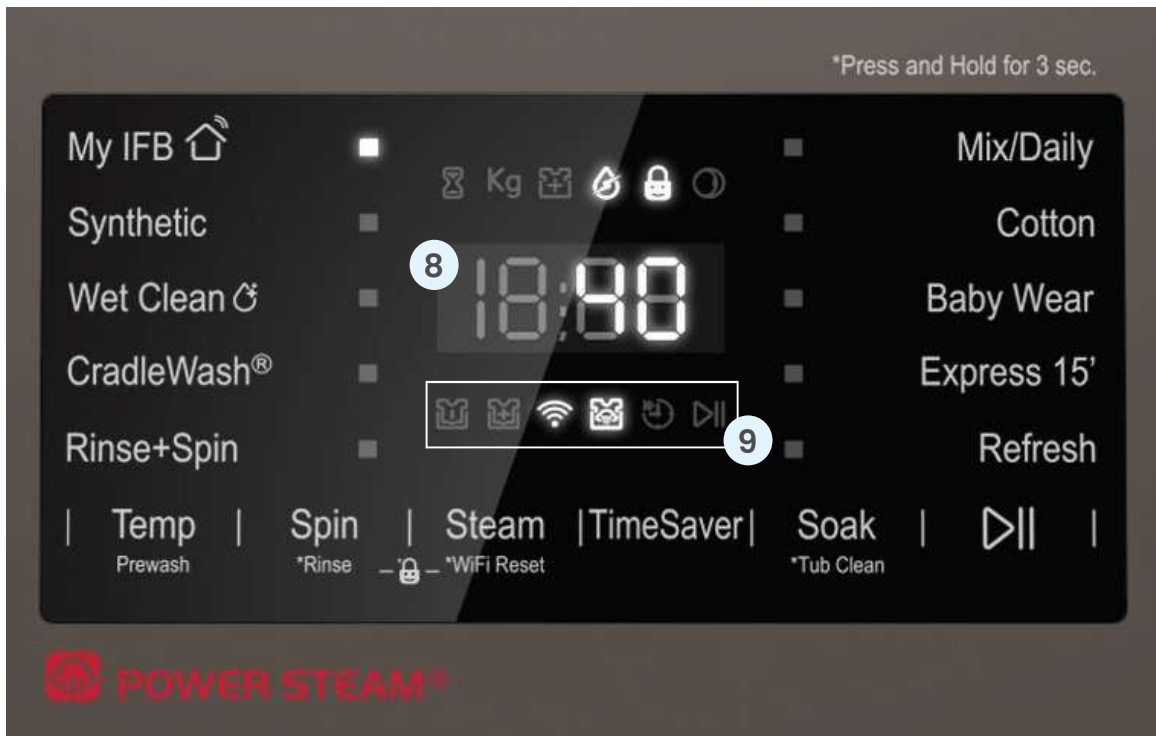 *Press and Hold for 3 sec.
My IFB
Mix/Daily
Kg
Synthetic
Cotton
8
18:40
Wet Clean
Baby Wear
CradleWash®
Express 15’
9
Rinse+Spin
Refresh
| Temp | Spin | Steam |TimeSaver| Soak | |
Prewash *Rinse *WiFi Reset *Tub Clean
POWER STEAM®